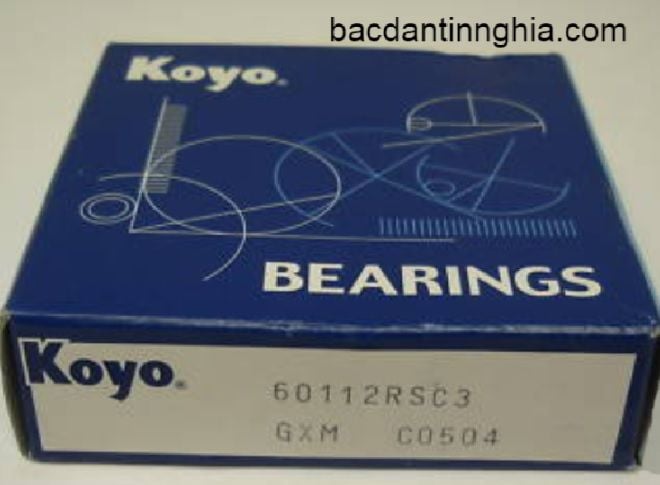 bacdantinnghia.com
Koyo.
BEARINGS
Koyo.
60112RSC3
GXM C0504